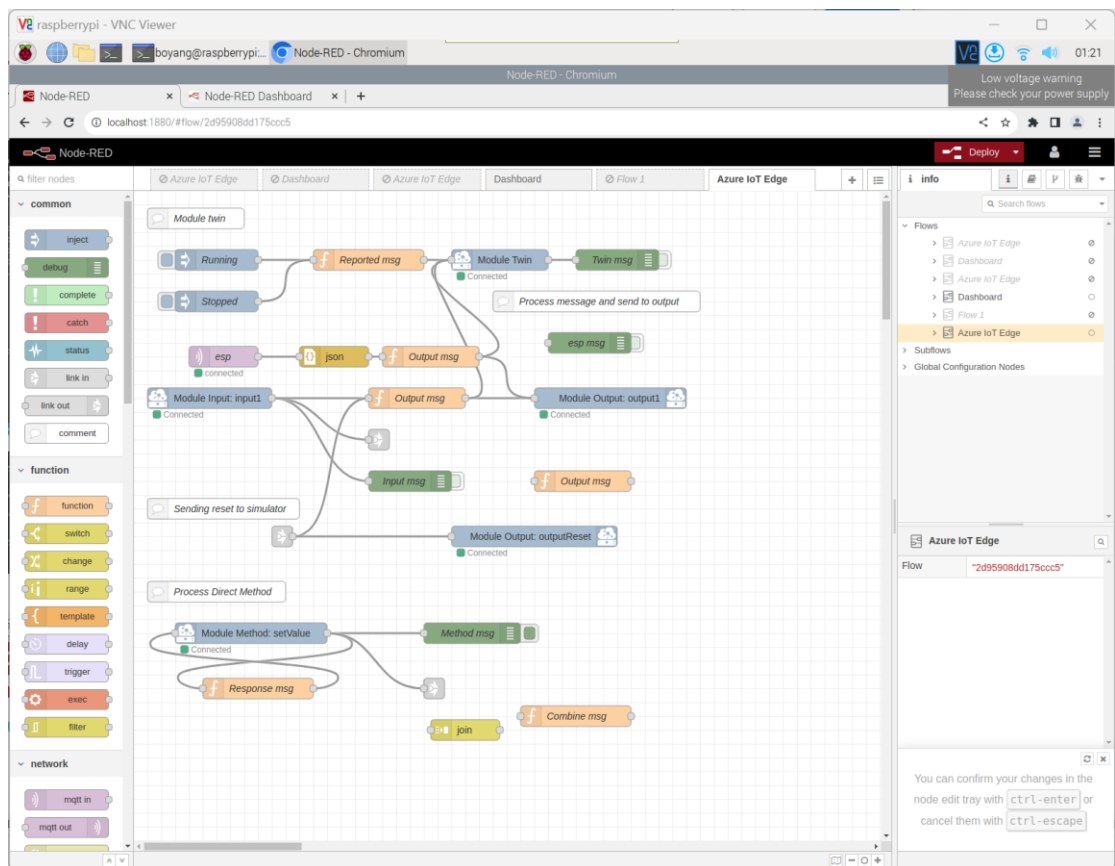 raspberrypi - VNC Viewer
boyang@raspberrypi:...
Node-RED - Chromium
01:21
Node-RED - Chromium
Low voltage warning
Please check your power supply
Node-RED
Node-RED Dashboard
localhost:1880/#flow/2d95908dd175ccc5
Node-RED
Deploy
filter nodes
Azure IoT Edge
Dashboard
Azure IoT Edge
Dashboard
Flow 1
Azure IoT Edge
info
Search flows
common
inject
debug
complete
catch
status
link in
link out
comment
function
function
switch
change
range
template
delay
trigger
exec
filter
network
mqtt in
mqtt out
Module twin
Running
Reported msg
Module Twin
Connected
Twin msg
Stopped
Process message and send to output
esp
connected
json
Output msg
esp msg
Module Input: input1
Connected
Output msg
Module Output: output1
Connected
Input msg
Output msg
Sending reset to simulator
Module Output: outputReset
Connected
Process Direct Method
Module Method: setValue
Connected
Method msg
Response msg
Combine msg
join
Flows
Azure IoT Edge
Dashboard
Azure IoT Edge
Dashboard
Flow 1
Azure IoT Edge
Subflows
Global Configuration Nodes
Azure IoT Edge
Flow
"2d95908dd175ccc5"
You can confirm your changes in the
node edit tray with ctrl-enter or
cancel them with ctrl-escape